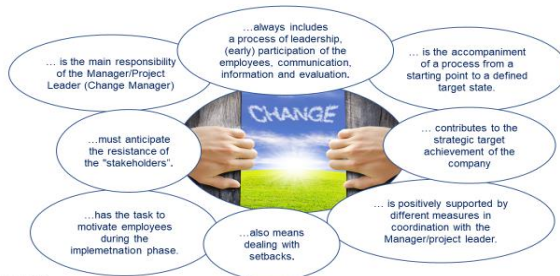 …always includes
a process of leadership,
(early) participation of the
employees, communication,
information and evaluation.
… is the main responsibility
of the Manager/Project
Leader (Change Manager)
… is the accompaniment
of a process from a
starting point to a defined
target state.
CHANGE
…must anticipate
the resistance of
the "stakeholders".
… contributes to the
strategic target
achievement of the
company
…has the task to
motivate employees
during the
implemetnation phase.
…also means
dealing with
setbacks.
… is positively supported by
different measures in
coordination with the
Manager/project leader.